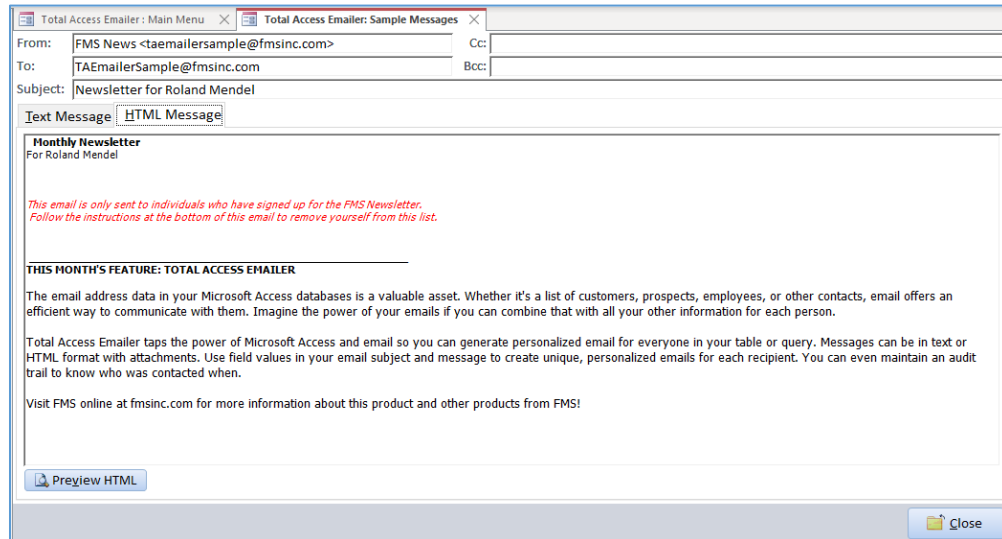 Total Access Emailer : Main Menu
Total Access Emailer: Sample Messages
From: FMS News <taemailersample@fmsinc.com> Cc:
To: TAEmailerSample@fmsinc.com Bcc:
Subject: Newsletter for Roland Mendel
Text Message HTML Message
Monthly Newsletter
For Roland Mendel
This email is only sent to individuals who have signed up for the FMS Newsletter.
Follow the instructions at the bottom of this email to remove yourself from this list.
THIS MONTH'S FEATURE: TOTAL ACCESS EMAILER
The email address data in your Microsoft Access databases is a valuable asset. Whether it's a list of customers, prospects, employees, or other contacts, email offers an
efficient way to communicate with them. Imagine the power of your emails if you can combine that with all your other information for each person.
Total Access Emailer taps the power of Microsoft Access and email so you can generate personalized email for everyone in your table or query. Messages can be in text or
HTML format with attachments. Use field values in your email subject and message to create unique, personalized emails for each recipient. You can even maintain an audit
trail to know who was contacted when.
Visit FMS online at fmsinc.com for more information about this product and other products from FMS!
Preview HTML
Close